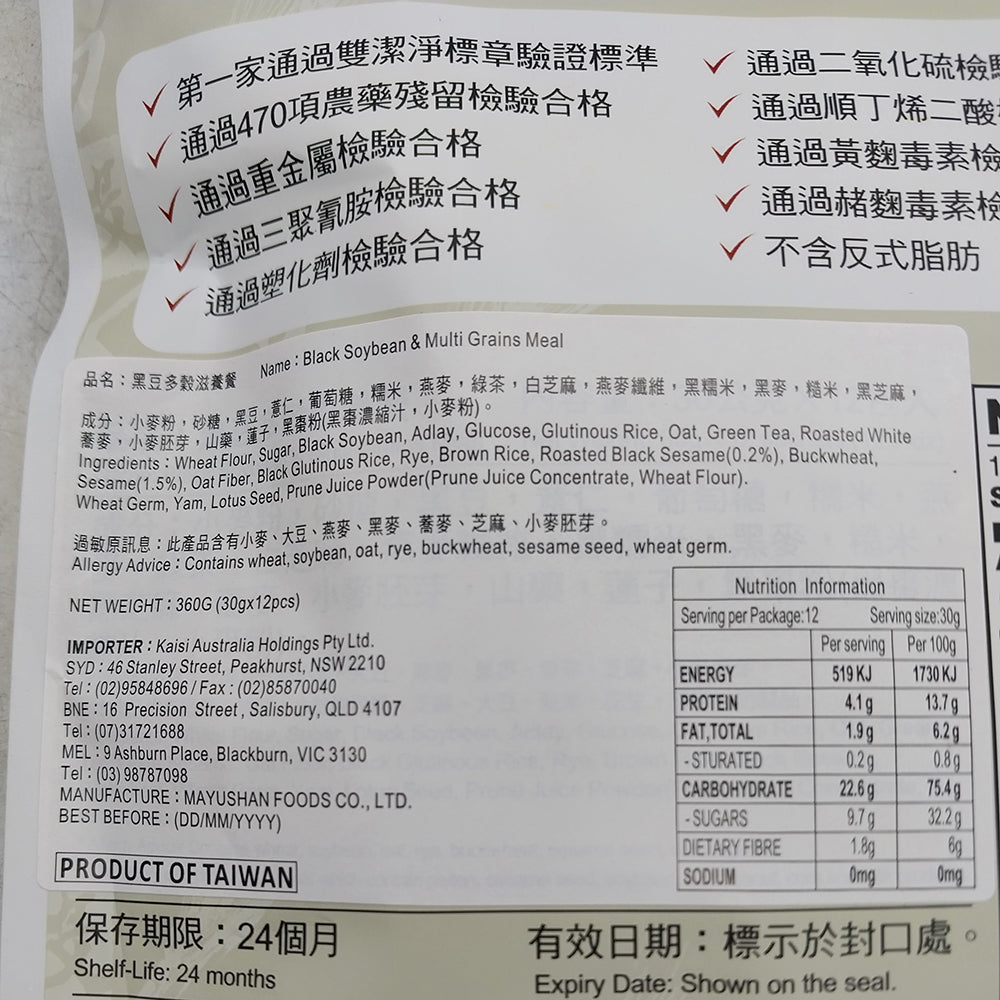 第一家通過雙潔淨標章驗證標準
通過470項農藥殘留檢驗合格
通過重金屬檢驗合格
通過三聚氰胺檢驗合格
通過塑化劑檢驗合格
通過二氧化硫檢驗
通過順丁烯二酸
通過黃麴毒素檢
通過赭麴毒素檢
不含反式脂肪
品名：黑豆多穀滋養餐 Name：Black Soybean & Multi Grains Meal
成分：小麥粉，砂糖，黑豆，薏仁，葡萄糖，糯米，燕麥，綠茶，白芝麻，燕麥纖維，黑糯米，黑麥，糙米，黑芝麻，
蕎麥，小麥胚芽，山藥，蓮子，黑棗粉(黑棗濃縮汁，小麥粉)。
Ingredients：Wheat Flour, Sugar, Black Soybean, Adlay, Glucose, Glutinous Rice, Oat, Green Tea, Roasted White
Sesame(1.5%), Oat Fiber, Black Glutinous Rice, Rye, Brown Rice, Roasted Black Sesame(0.2%), Buckwheat,
Wheat Germ, Yam, Lotus Seed, Prune Juice Powder(Prune Juice Concentrate, Wheat Flour).
過敏原訊息：此產品含有小麥、大豆、燕麥、黑麥、蕎麥、芝麻、小麥胚芽。
Allergy Advice：Contains wheat, soybean, oat, rye, buckwheat, sesame seed, wheat germ.
NET WEIGHT：360G (30gx12pcs)
IMPORTER：Kaisi Australia Holdings Pty Ltd.
SYD：46 Stanley Street, Peakhurst, NSW 2210
Tel：(02)95848696 / Fax：(02)85870040
BNE：16 Precision Street, Salisbury, QLD 4107
Tel：(07)31721688
MEL：9 Ashburn Place, Blackburn, VIC 3130
Tel：(03) 98787098
MANUFACTURE：MAYUSHAN FOODS CO., LTD.
BEST BEFORE：(DD/MM/YYYY)
PRODUCT OF TAIWAN
Nutrition Information
Serving per Package:12 Serving size:30g
Per serving Per 100g
ENERGY 519 KJ 1730 KJ
PROTEIN 4.1 g 13.7 g
FAT,TOTAL 1.9 g 6.2 g
- STURATED 0.2 g 0.8 g
CARBOHYDRATE 22.6 g 75.4 g
- SUGARS 9.7 g 32.2 g
DIETARY FIBRE 1.8g 6g
SODIUM 0mg 0mg
保存期限：24個月
Shelf-Life: 24 months
有效日期：標示於封口處。
Expiry Date: Shown on the seal.